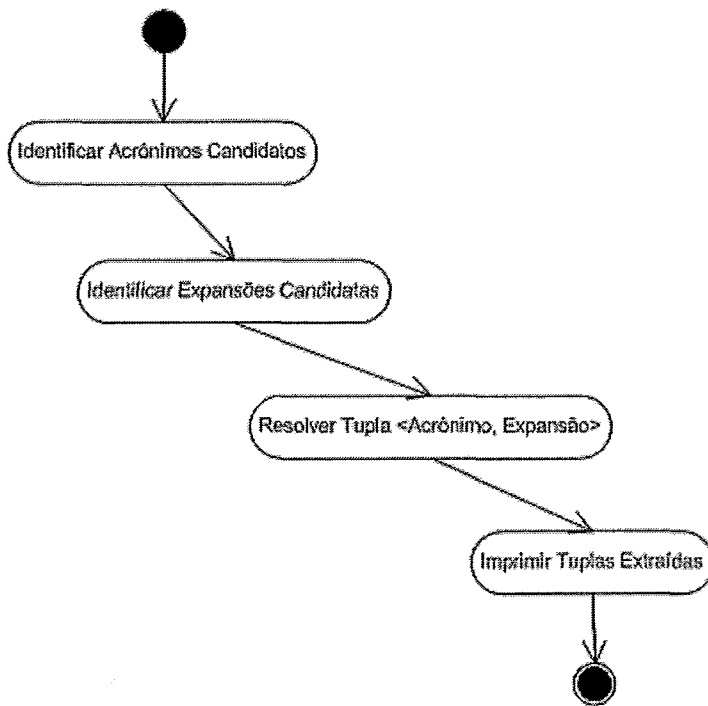 Identificar Acrônimos Candidatos
Identificar Expansões Candidatas
Resolver Tupla <Acrônimo, Expansão>
Imprimir Tuplas Extraídas